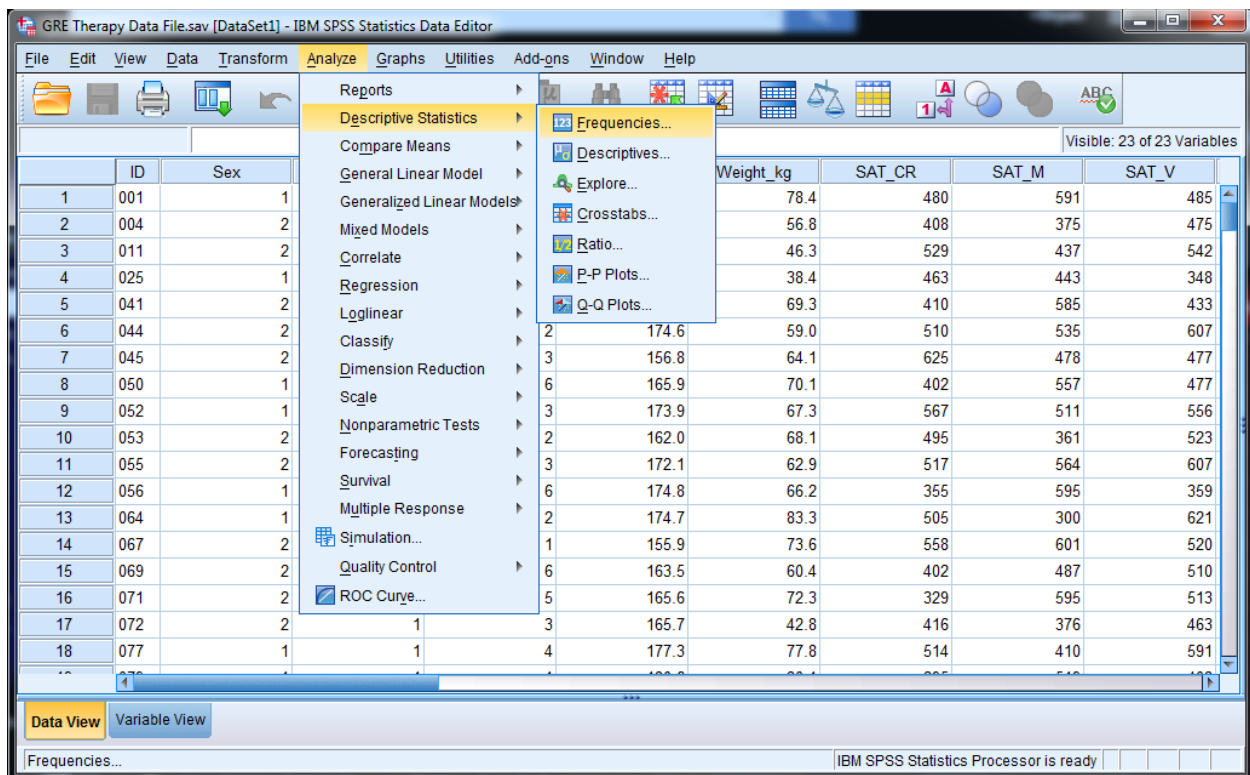 GRE Therapy Data File.sav [DataSet1] - IBM SPSS Statistics Data Editor
File Edit View Data Transform Analyze Graphs Utilities Add-ons Window Help
Visible: 23 of 23 Variables
Reports
Descriptive Statistics
Compare Means
General Linear Model
Generalized Linear Models
Mixed Models
Correlate
Regression
Loglinear
Classify
Dimension Reduction
Scale
Nonparametric Tests
Forecasting
Survival
Multiple Response
Simulation...
Quality Control
ROC Curve...
Frequencies...
Descriptives...
Explore...
Crosstabs...
Ratio...
P-P Plots...
Q-Q Plots...
ID Sex Weight_kg SAT_CR SAT_M SAT_V
1 001 1 78.4 480 591 485
2 004 2 56.8 408 375 475
3 011 2 46.3 529 437 542
4 025 1 38.4 463 443 348
5 041 2 69.3 410 585 433
6 044 2 2 174.6 59.0 510 535 607
7 045 2 3 156.8 64.1 625 478 477
8 050 1 6 165.9 70.1 402 557 477
9 052 1 3 173.9 67.3 567 511 556
10 053 2 2 162.0 68.1 495 361 523
11 055 2 3 172.1 62.9 517 564 607
12 056 1 6 174.8 66.2 355 595 359
13 064 1 2 174.7 83.3 505 300 621
14 067 2 1 155.9 73.6 558 601 520
15 069 2 6 163.5 60.4 402 487 510
16 071 2 5 165.6 72.3 329 595 513
17 072 2 1 3 165.7 42.8 416 376 463
18 077 1 1 4 177.3 77.8 514 410 591
Data View Variable View
Frequencies... IBM SPSS Statistics Processor is ready